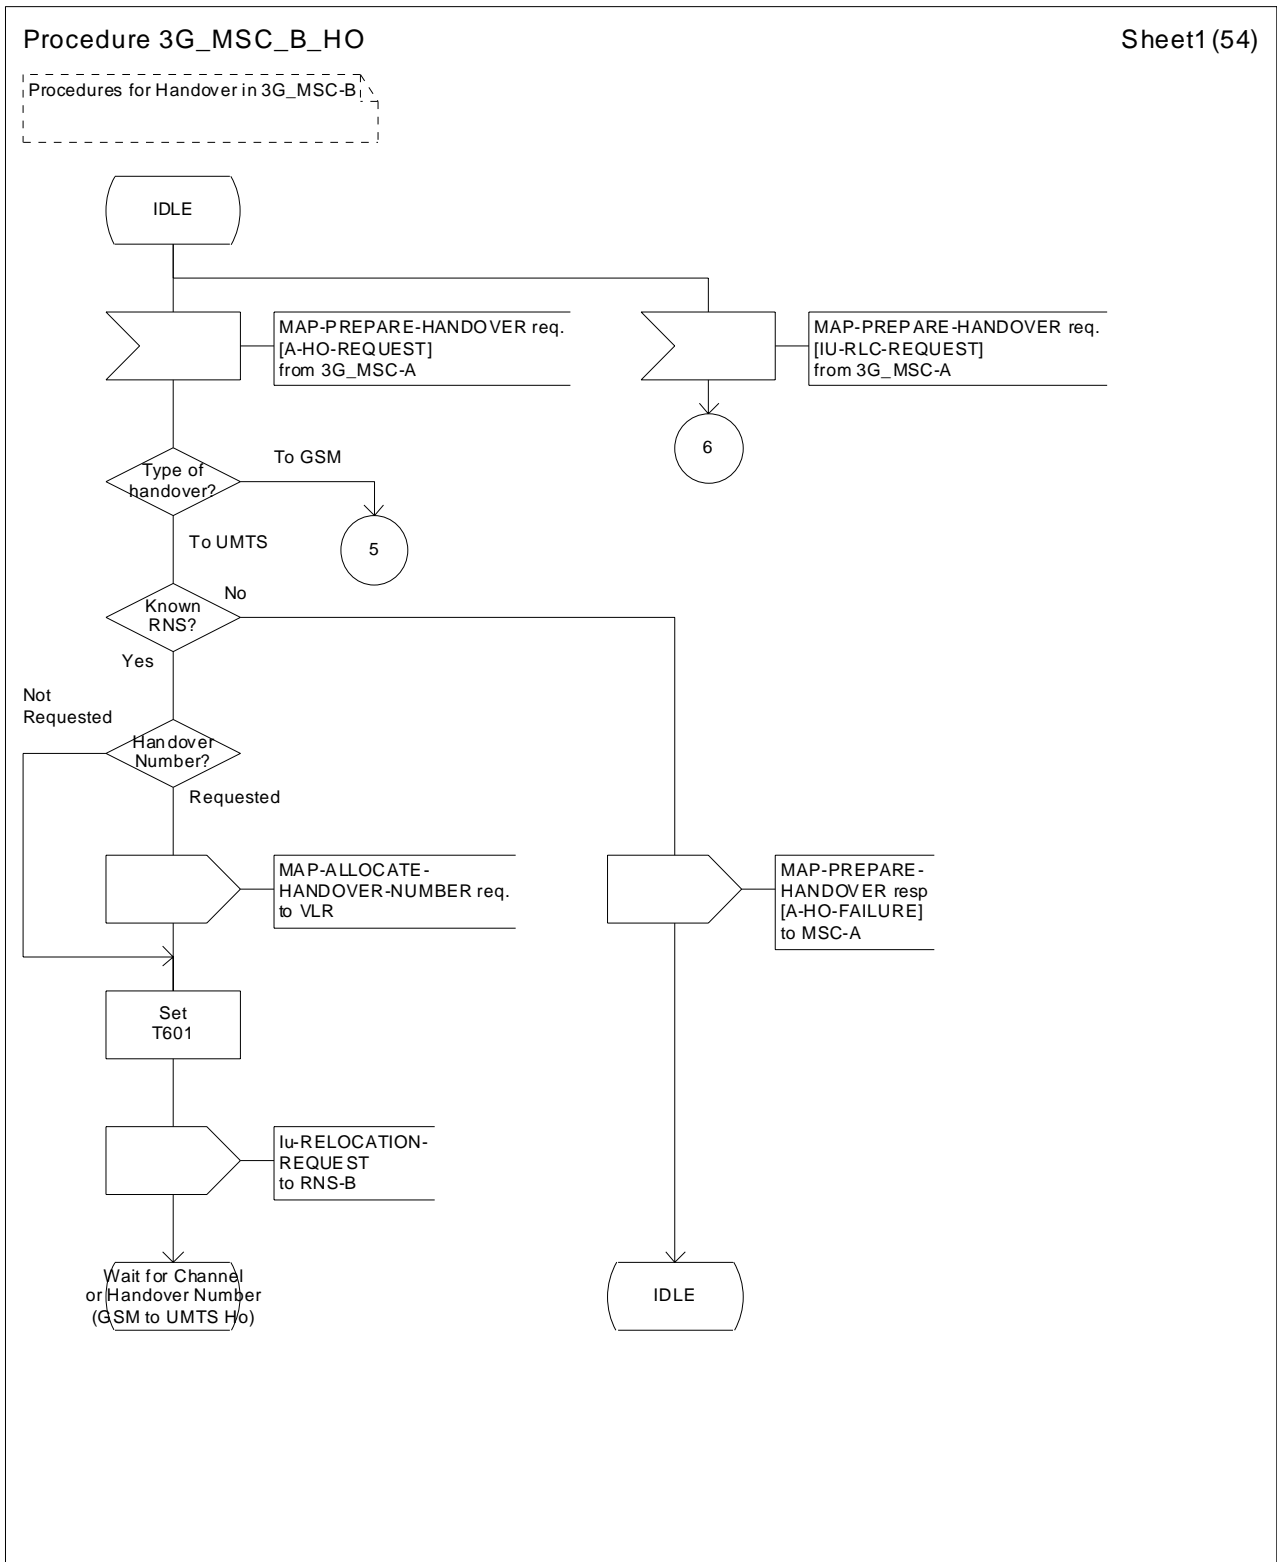 Procedure 3G_MSC_B_HO
Sheet1 (54)
Procedures for Handover in 3G_MSC-B
IDLE
MAP-PREPARE-HANDOVER req.
[A-HO-REQUEST]
from 3G_MSC-A
MAP-PREPARE-HANDOVER req.
[IU-RLC-REQUEST]
from 3G_MSC-A
6
Type of
handover?
To GSM
5
To UMTS
Known
RNS?
No
Yes
Not
Requested
Handover
Number?
Requested
MAP-ALLOCATE-
HANDOVER-NUMBER req.
to VLR
MAP-PREPARE-
HANDOVER resp
[A-HO-FAILURE]
to MSC-A
Set
T601
Iu-RELOCATION-
REQUEST
to RNS-B
Wait for Channel
or Handover Number
(GSM to UMTS Ho)
IDLE